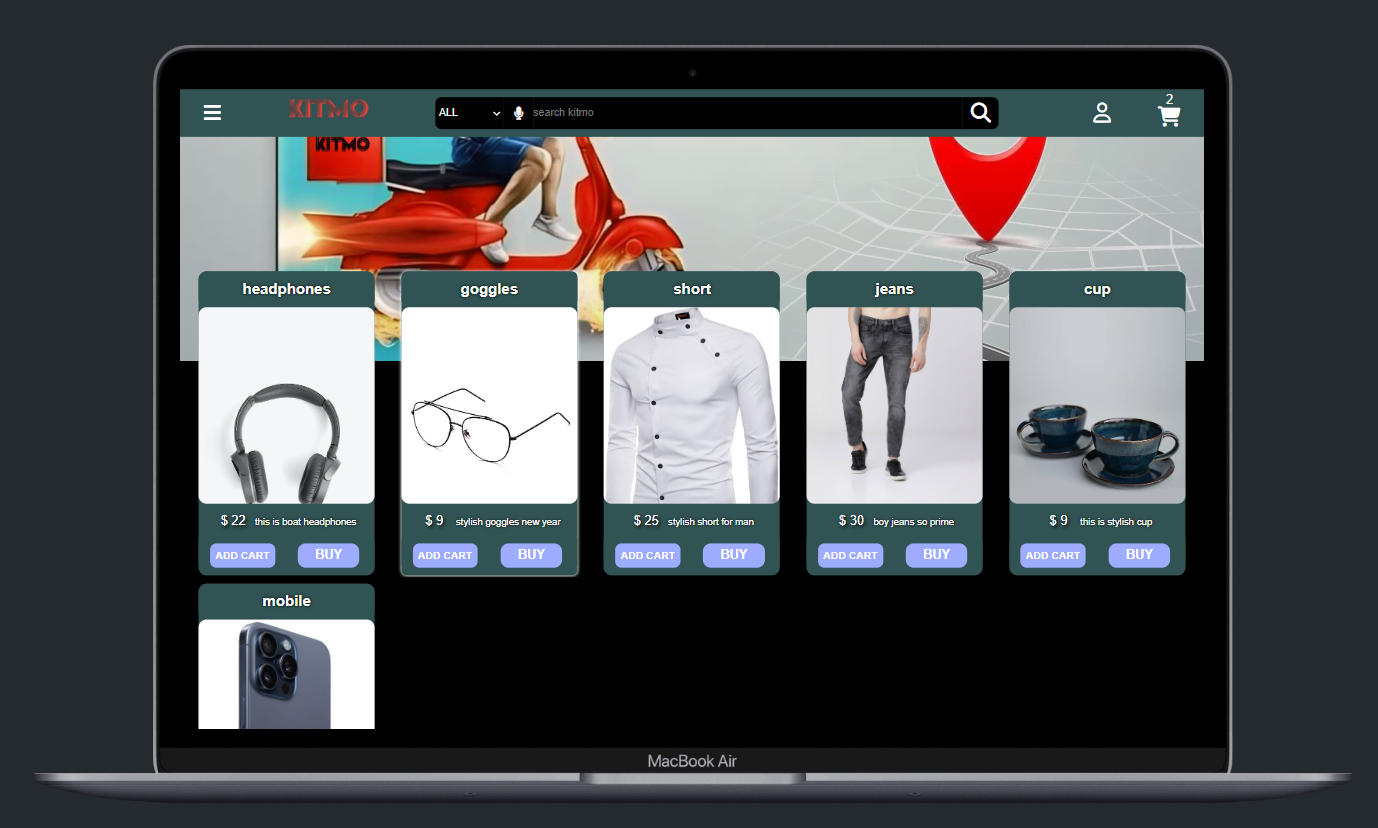 2
KITMO
ALL
search kitmo
KITMO
headphones
goggles
short
jeans
cup
$ 22 this is boat headphones
$ 9 stylish goggles new year
$ 25 stylish short for man
$ 30 boy jeans so prime
$ 9 this is stylish cup
ADD CART BUY
ADD CART BUY
ADD CART BUY
ADD CART BUY
ADD CART BUY
mobile
MacBook Air